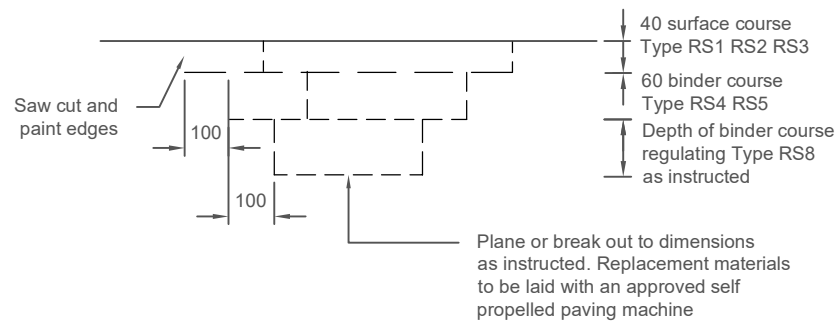 40 surface course
Type RS1 RS2 RS3
60 binder course
Type RS4 RS5
Depth of binder course
regulating Type RS8
as instructed
Saw cut and
paint edges
100
100
Plane or break out to dimensions
as instructed. Replacement materials
to be laid with an approved self
propelled paving machine